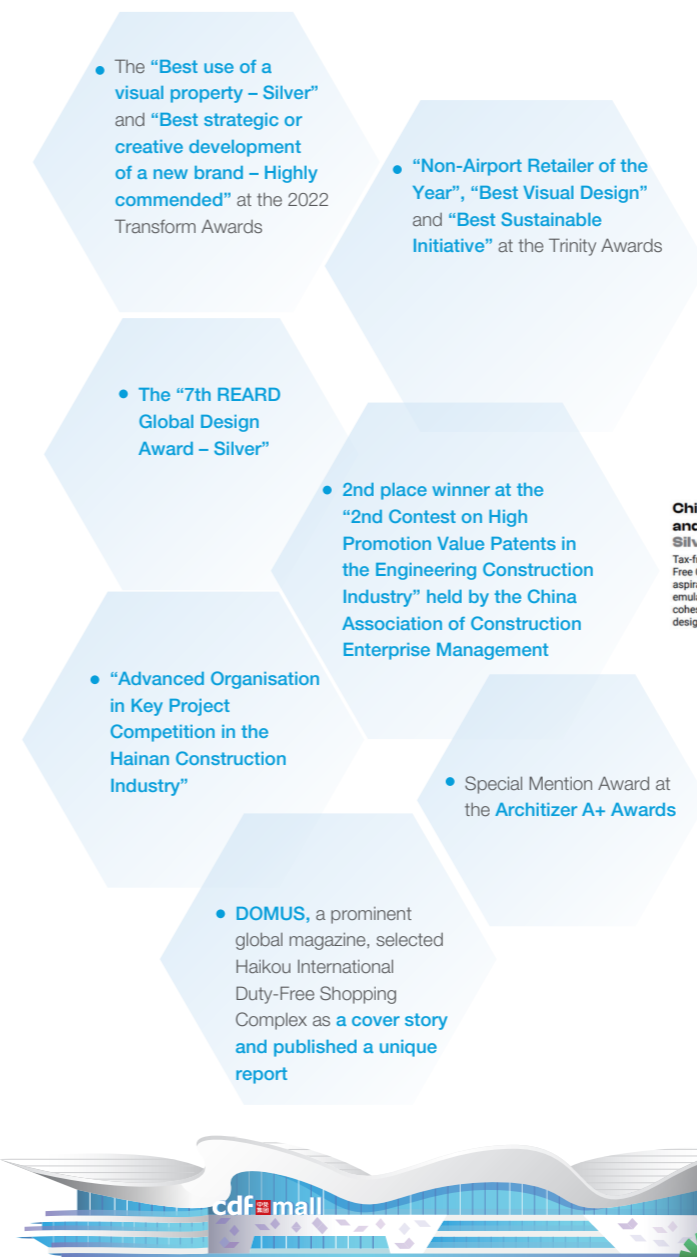 • The “Best use of a
visual property – Silver”
and “Best strategic or
creative development
of a new brand – Highly
commended” at the 2022
Transform Awards
• “Non-Airport Retailer of the
Year”, “Best Visual Design”
and “Best Sustainable
Initiative” at the Trinity Awards
• The “7th REARD
Global Design
Award – Silver”
• 2nd place winner at the
“2nd Contest on High
Promotion Value Patents in
the Engineering Construction
Industry” held by the China
Association of Construction
Enterprise Management
• “Advanced Organisation
in Key Project
Competition in the
Hainan Construction
Industry”
• Special Mention Award at
the Architizer A+ Awards
• DOMUS, a prominent
global magazine, selected
Haikou International
Duty-Free Shopping
Complex as a cover story
and published a unique
report
cdf mall